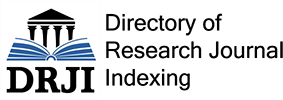 DRJI
Directory of
Research Journal
Indexing